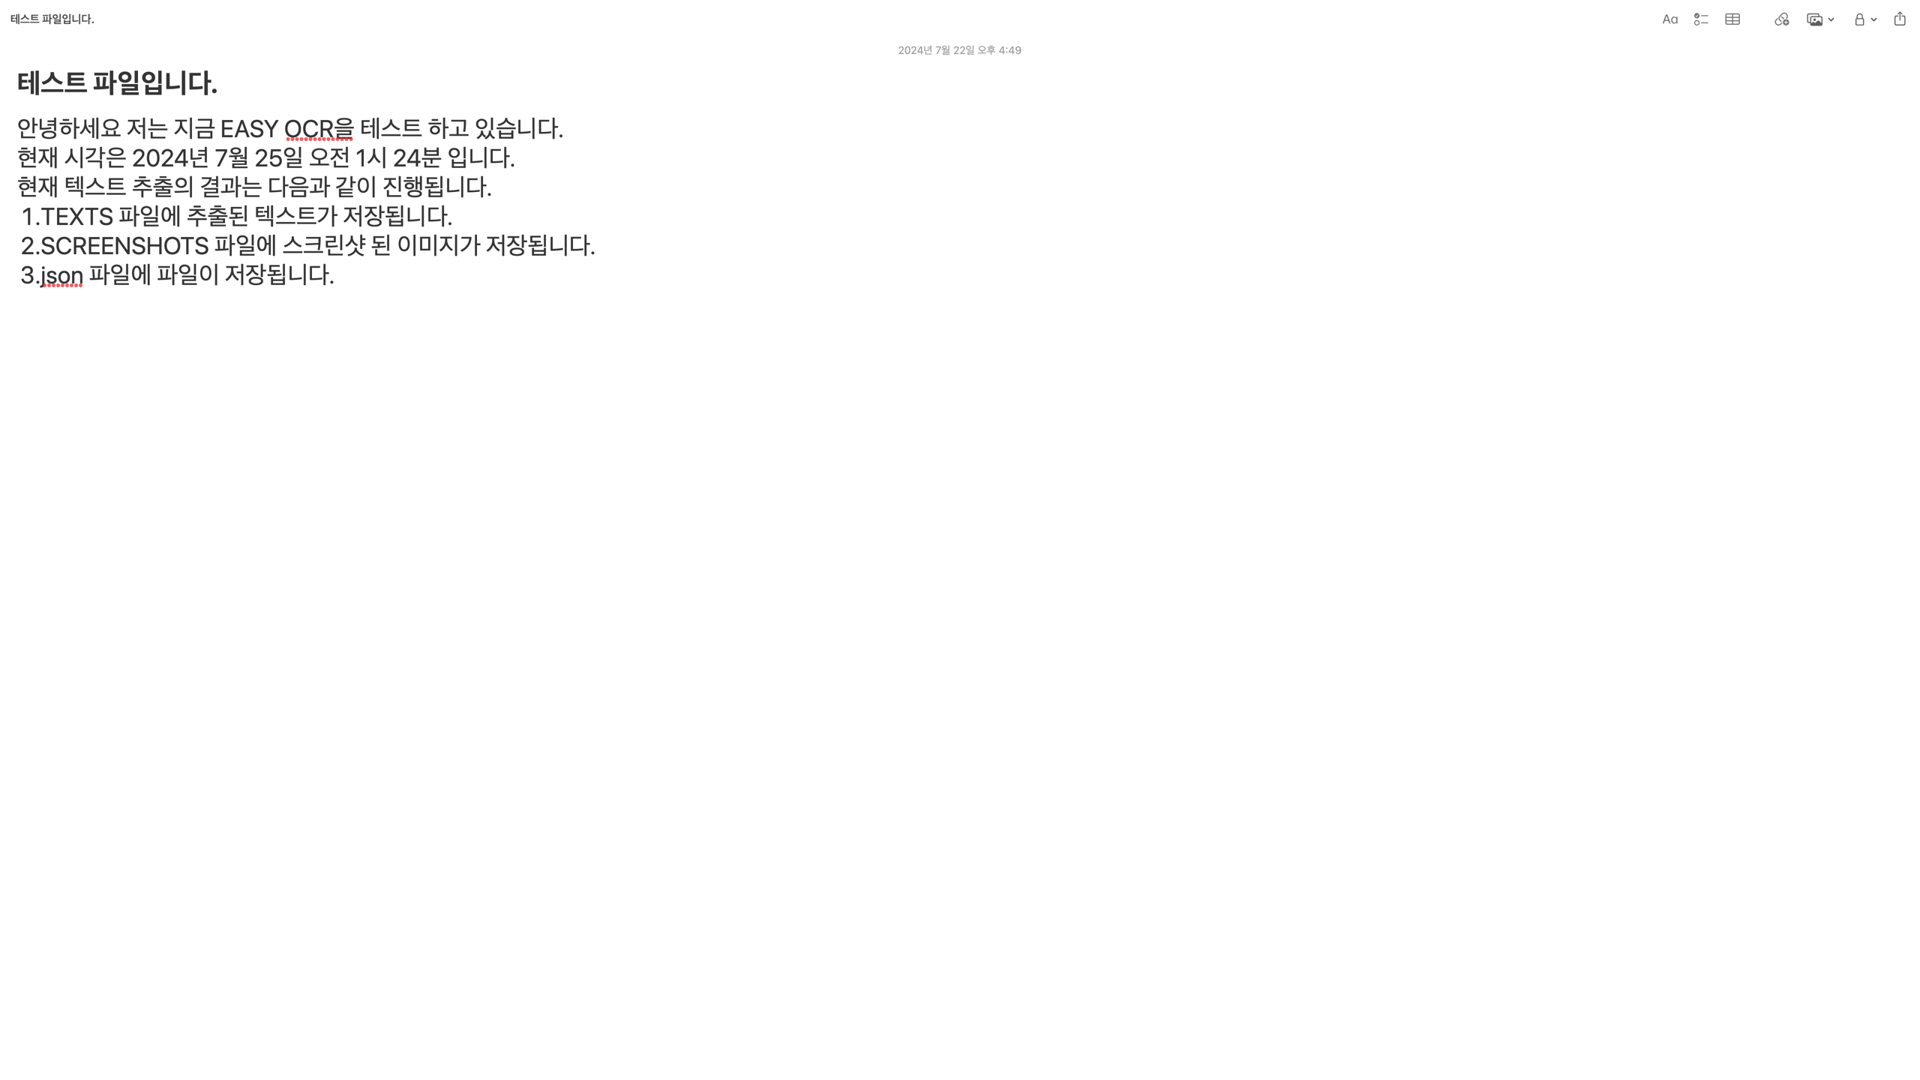 테스트 파일입니다.
Aa
2024년 7월 22일 오후 4:49
테스트 파일입니다.
안녕하세요 저는 지금 EASY OCR을 테스트 하고 있습니다.
현재 시각은 2024년 7월 25일 오전 1시 24분 입니다.
현재 텍스트 추출의 결과는 다음과 같이 진행됩니다.
1.TEXTS 파일에 추출된 텍스트가 저장됩니다.
2.SCREENSHOTS 파일에 스크린샷 된 이미지가 저장됩니다.
3.json 파일에 파일이 저장됩니다.